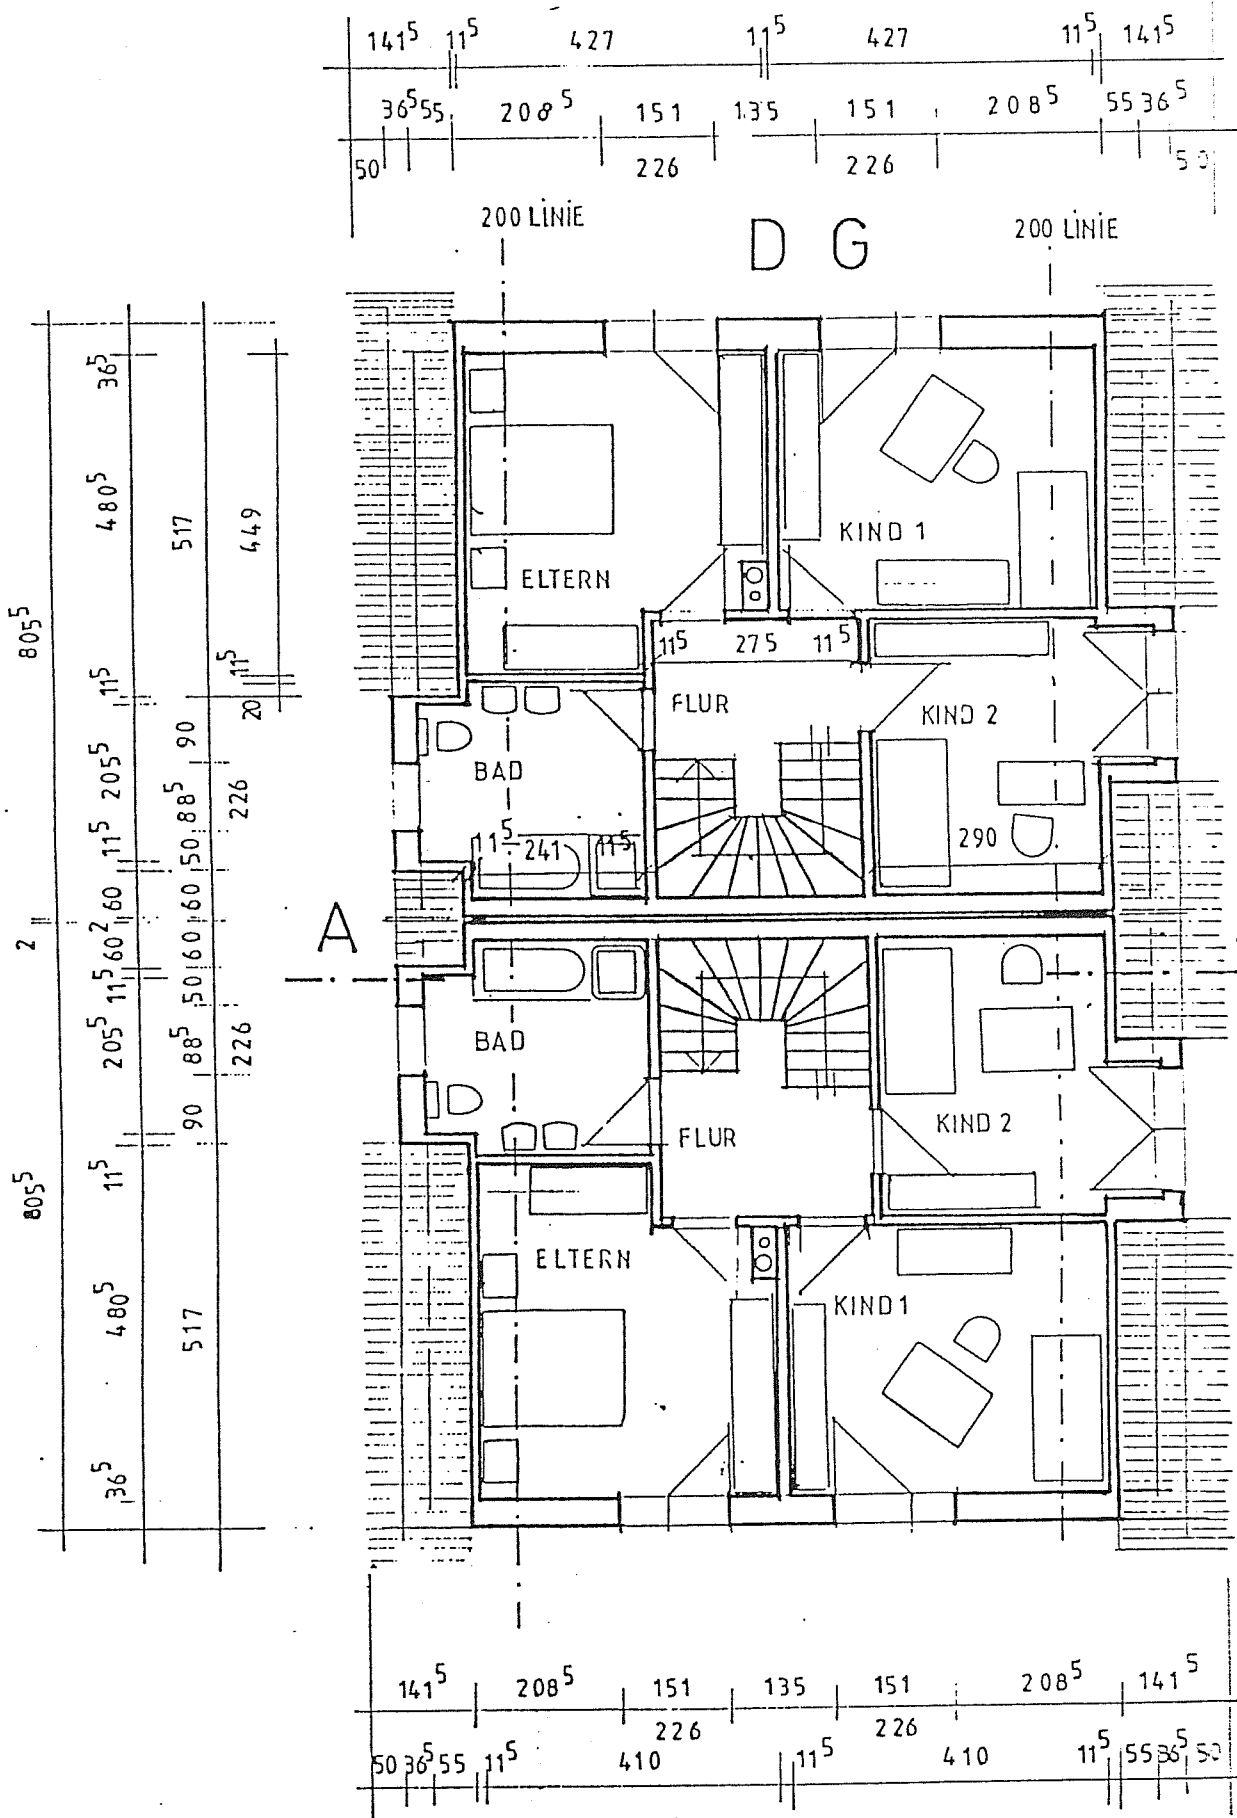 141⁵ 11⁵ 427 11⁵ 427 11⁵ 141⁵
36⁵ 55 208⁵ 151 135 151 208⁵ 55 36⁵
50 226 226 50
200 LİNİE
D G
200 LİNİE
36⁵
480⁵
517
449
KIND 1
ELTERN
805⁵
11⁵ 275 11⁵
11⁵
11⁵
20
FLUR
KIND 2
90
BAD
205⁵
88⁵
226
11⁵
50
11⁵ 241 11⁵
290
60
60
A
2
2
60
60
11⁵
50
BAD
205⁵
88⁵
226
90
FLUR
KIND 2
11⁵
805⁵
ELTERN
480⁵
517
KIND 1
36⁵
141⁵ 208⁵ 151 135 151 208⁵ 141⁵
226 226
50 36⁵ 55 11⁵ 410 11⁵ 410 11⁵ 55 36⁵ 50